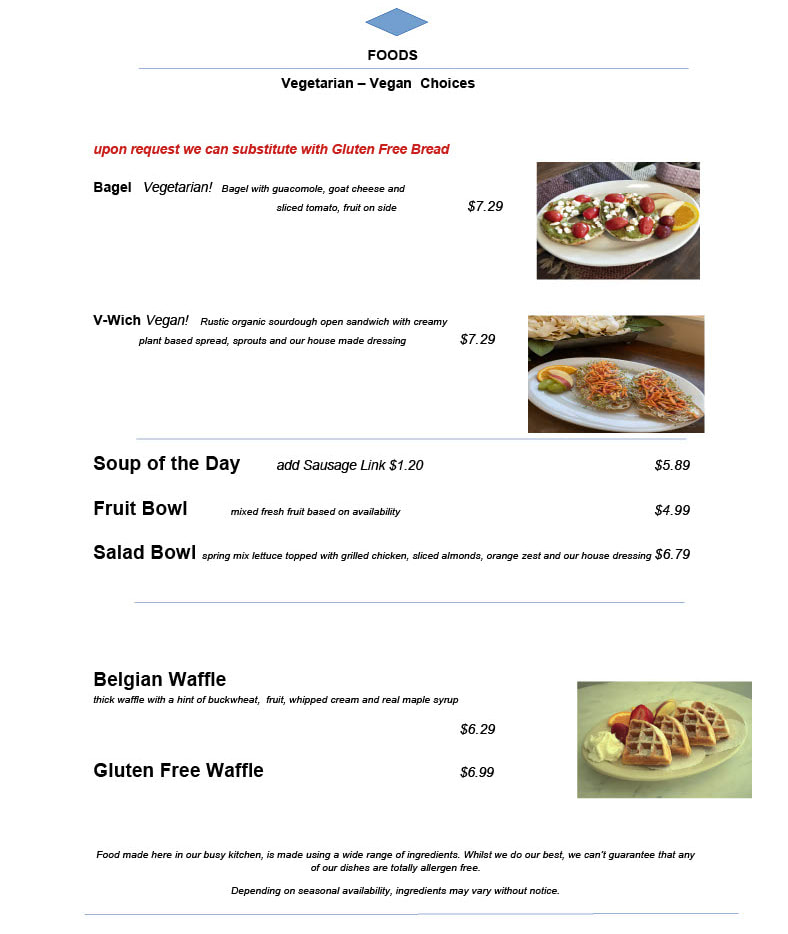 FOODS
Vegetarian – Vegan Choices
upon request we can substitute with Gluten Free Bread
Bagel Vegetarian! Bagel with guacomole, goat cheese and
sliced tomato, fruit on side $7.29
V-Wich Vegan! Rustic organic sourdough open sandwich with creamy
plant based spread, sprouts and our house made dressing $7.29
Soup of the Day add Sausage Link $1.20 $5.89
Fruit Bowl mixed fresh fruit based on availability $4.99
Salad Bowl spring mix lettuce topped with grilled chicken, sliced almonds, orange zest and our house dressing $6.79
Belgian Waffle
thick waffle with a hint of buckwheat, fruit, whipped cream and real maple syrup
$6.29
Gluten Free Waffle $6.99
Food made here in our busy kitchen, is made using a wide range of ingredients. Whilst we do our best, we can't guarantee that any
of our dishes are totally allergen free.
Depending on seasonal availability, ingredients may vary without notice.